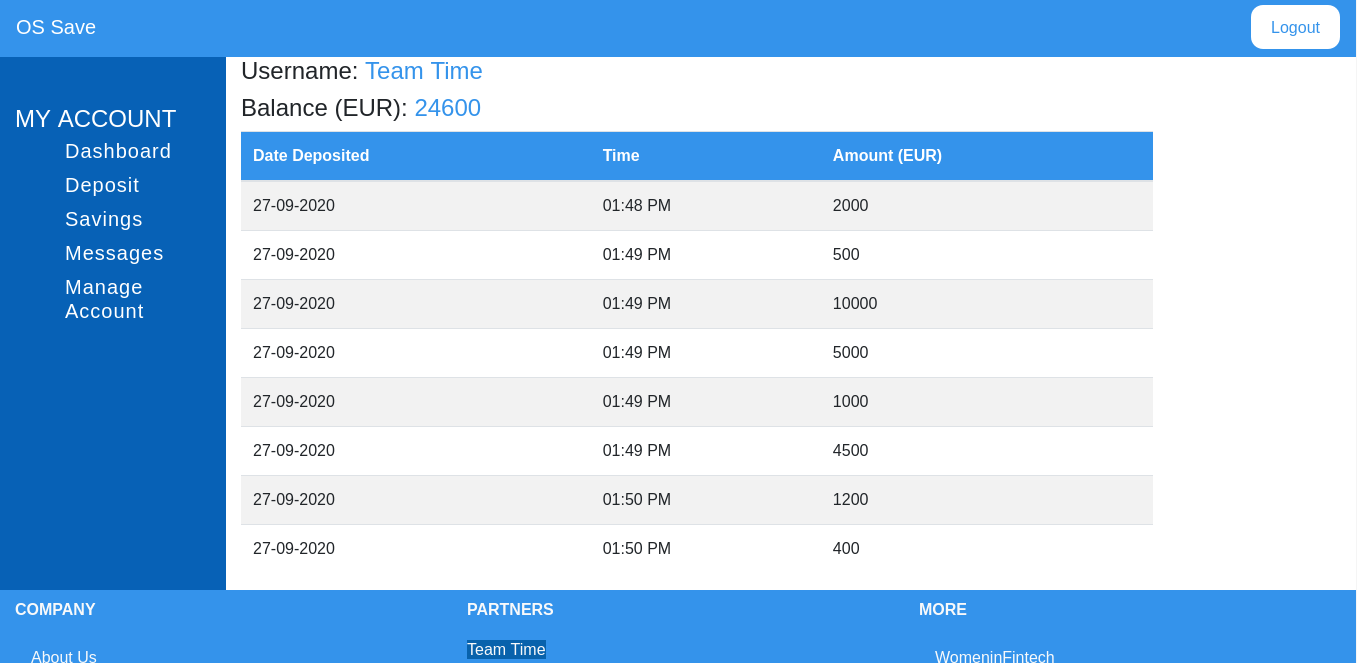 OS Save
Logout
MY ACCOUNT
Dashboard
Deposit
Savings
Messages
Manage
Account
Username: Team Time
Balance (EUR): 24600
Date Deposited Time Amount (EUR)
27-09-2020 01:48 PM 2000
27-09-2020 01:49 PM 500
27-09-2020 01:49 PM 10000
27-09-2020 01:49 PM 5000
27-09-2020 01:49 PM 1000
27-09-2020 01:49 PM 4500
27-09-2020 01:50 PM 1200
27-09-2020 01:50 PM 400
COMPANY PARTNERS MORE
Team Time
About Us WomeninFintech